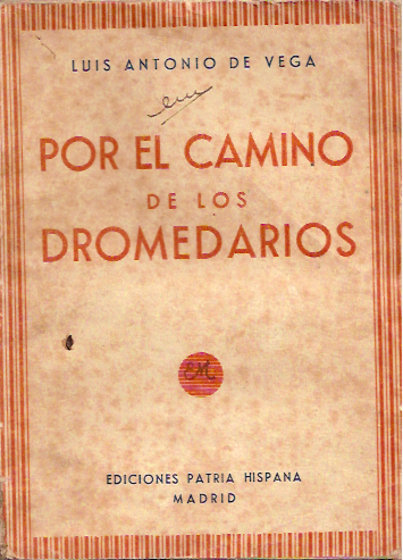 LUIS ANTONIO DE VEGA
POR EL CAMINO
DE LOS
DROMEDARIOS
EDICIONES PATRIA HISPANA
MADRID